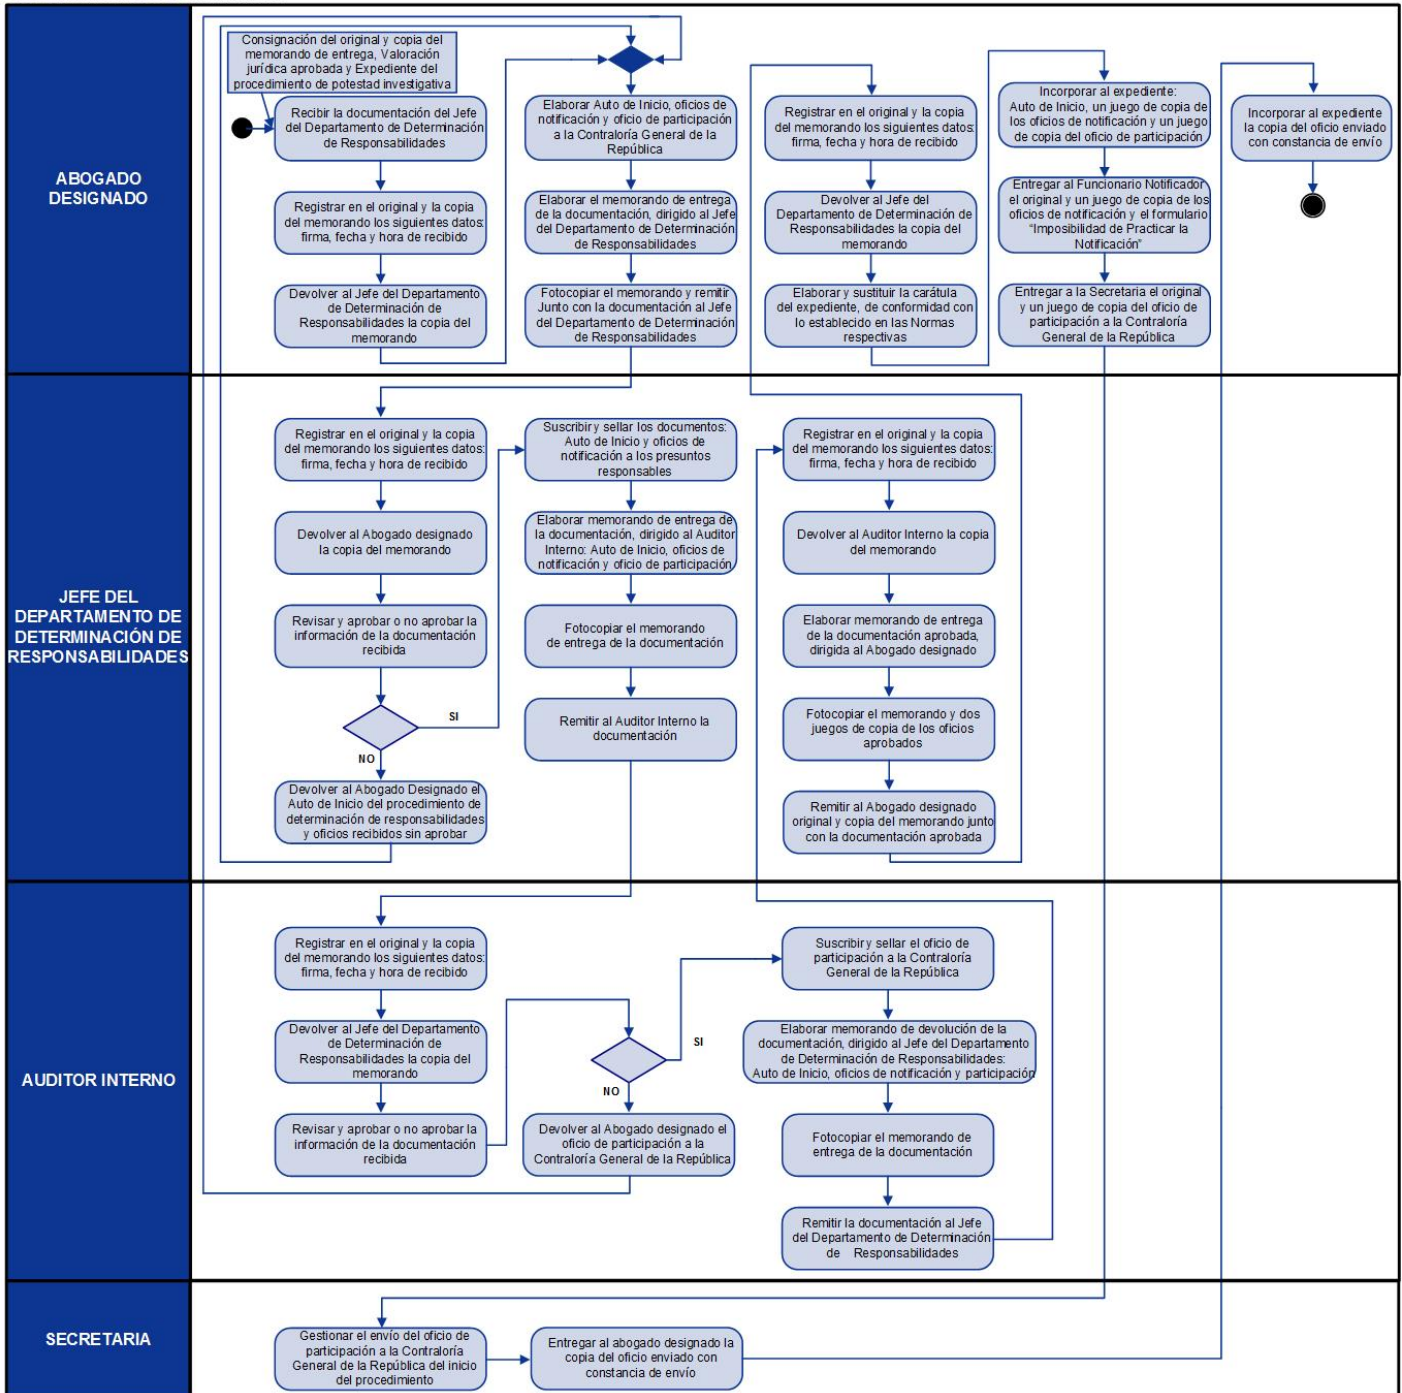 ABOGADO
DESIGNADO
Consignación del original y copia del
memorando de entrega, Valoración
jurídica aprobada y Expediente del
procedimiento de potestad investigativa
Recibir la documentación del Jefe
del Departamento de Determinación
de Responsabilidades
Registrar en el original y la copia
del memorando los siguientes datos:
firma, fecha y hora de recibido
Devolver al Jefe del Departamento
de Determinación de
Responsabilidades la copia del
memorando
Elaborar Auto de Inicio, oficios de
notificación y oficio de participación
a la Contraloría General de la
República
Elaborar el memorando de entrega
de la documentación, dirigido al Jefe
del Departamento de Determinación
de Responsabilidades
Fotocopiar el memorando y remitir
Junto con la documentación al Jefe
del Departamento de Determinación
de Responsabilidades
Registrar en el original y la copia
del memorando los siguientes datos:
firma, fecha y hora de recibido
Devolver al Jefe del
Departamento de Determinación de
Responsabilidades la copia del
memorando
Elaborar y sustituir la carátula
del expediente, de conformidad con
lo establecido en las Normas
respectivas
Incorporar al expediente:
Auto de Inicio, un juego de copia de
los oficios de notificación y un juego
de copia del oficio de participación
Entregar al Funcionario Notificador
el original y un juego de copia de los
oficios de notificación y el formulario
“Imposibilidad de Practicar la
Notificación”
Entregar a la Secretaria el original
y un juego de copia del oficio de
participación a la Contraloría
General de la República
Incorporar al expediente
la copia del oficio enviado
con constancia de envío
JEFE DEL
DEPARTAMENTO DE
DETERMINACIÓN DE
RESPONSABILIDADES
Registrar en el original y la copia
del memorando los siguientes datos:
firma, fecha y hora de recibido
Devolver al Abogado designado
la copia del memorando
Revisar y aprobar o no aprobar la
información de la documentación
recibida
SI
NO
Devolver al Abogado Designado el
Auto de Inicio del procedimiento de
determinación de responsabilidades
y oficios recibidos sin aprobar
Suscribir y sellar los documentos:
Auto de Inicio y oficios de
notificación a los presuntos
responsables
Elaborar memorando de entrega de
la documentación, dirigido al Auditor
Interno: Auto de Inicio, oficios de
notificación y oficio de participación
Fotocopiar el memorando
de entrega de la documentación
Remitir al Auditor Interno la
documentación
Registrar en el original y la copia
del memorando los siguientes datos:
firma, fecha y hora de recibido
Devolver al Auditor Interno la copia
del memorando
Elaborar memorando de entrega
de la documentación aprobada,
dirigida al Abogado designado
Fotocopiar el memorando y dos
juegos de copia de los oficios
aprobados
Remitir al Abogado designado
original y copia del memorando junto
con la documentación aprobada
AUDITOR INTERNO
Registrar en el original y la copia
del memorando los siguientes datos:
firma, fecha y hora de recibido
Devolver al Jefe del Departamento
de Determinación de
Responsabilidades la copia del
memorando
Revisar y aprobar o no aprobar la
información de la documentación
recibida
SI
NO
Devolver al Abogado designado el
oficio de participación a la
Contraloría General de la República
Suscribir y sellar el oficio de
participación a la Contraloría
General de la República
Elaborar memorando de devolución de la
documentación, dirigido al Jefe del Departamento
de Determinación de Responsabilidades:
Auto de Inicio, oficios de notificación y participación
Fotocopiar el memorando de
entrega de la documentación
Remitir la documentación al Jefe
del Departamento de Determinación
de Responsabilidades
SECRETARIA
Gestionar el envío del oficio de
participación a la Contraloría
General de la República del inicio
del procedimiento
Entregar al abogado designado la
copia del oficio enviado con
constancia de envío